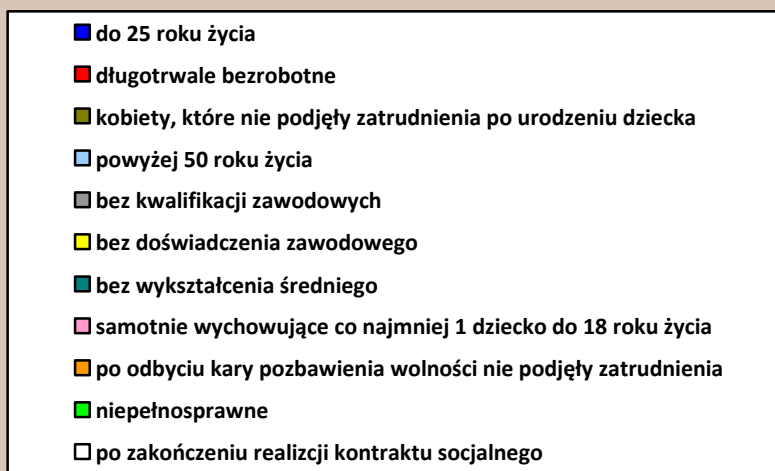 do 25 roku życia
długotrwale bezrobotne
kobiety, które nie podjęły zatrudnienia po urodzeniu dziecka
powyżej 50 roku życia
bez kwalifikacji zawodowych
bez doświadczenia zawodowego
bez wykształcenia średniego
samotnie wychowujące co najmniej 1 dziecko do 18 roku życia
po odbyciu kary pozbawienia wolności nie podjęły zatrudnienia
niepełnosprawne
po zakończeniu realizcji kontraktu socjalnego